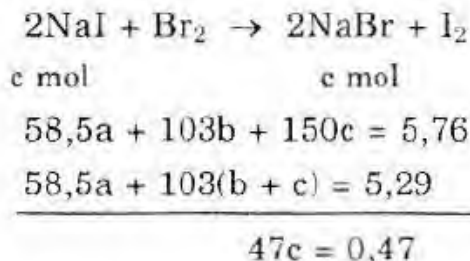 2NaI + Br₂ → 2NaBr + I₂
c mol c mol
58,5a + 103b + 150c = 5,76
58,5a + 103(b + c) = 5,29
47c = 0,47